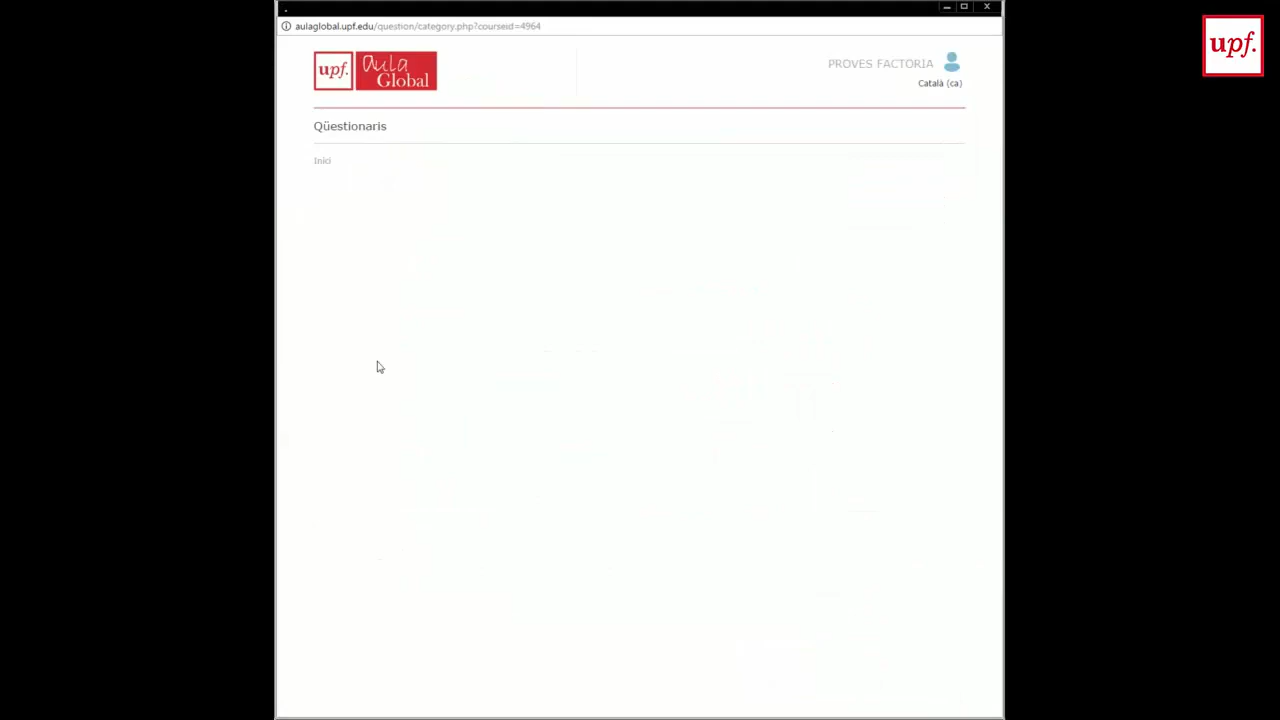 aulaglobal.upf.edu/question/category.php?courseid=4964
upf.
upf.
aula
Global
PROVES FACTORIA
Català (ca)
Qüestionaris
Inici